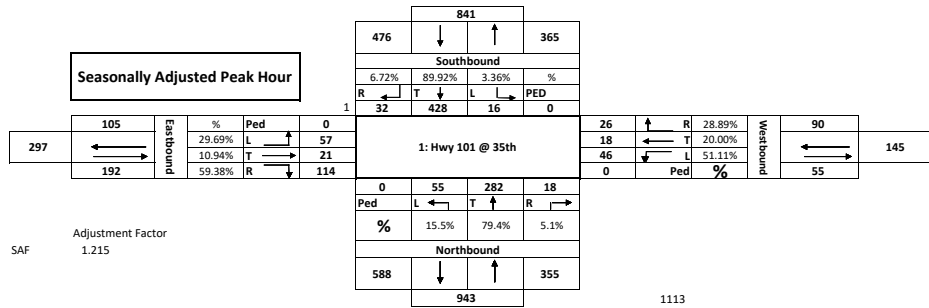 841
476 365
Seasonally Adjusted Peak Hour
Southbound
6.72% 89.92% 3.36% %
R T L PED
1 32 428 16 0
105 Eastbound % Ped 0 26 R 28.89% Westbound 90
297 29.69% L 57 1: Hwy 101 @ 35th 18 T 20.00% 145
10.94% T 21 46 L 51.11%
192 59.38% R 114 0 Ped % 55
0 55 282 18
Ped L T R
% 15.5% 79.4% 5.1%
Adjustment Factor
Northbound
SAF 1.215
588 355
943 1113